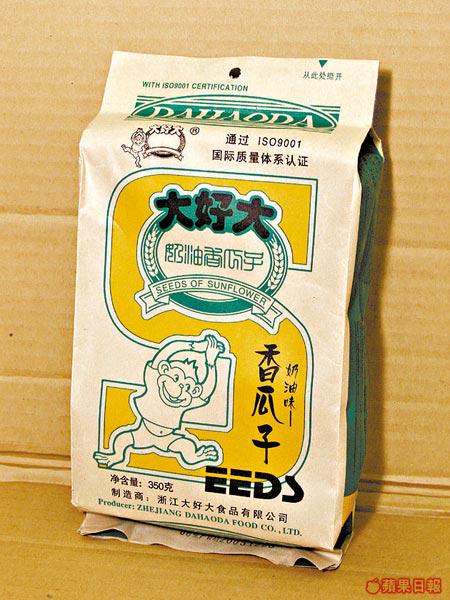 从此处撕开
WITH ISO9001 CERTIFICATION
DAHAODA
大好大 ®
通过 ISO9001
国际质量体系认证
大好大
奶油香瓜子
SEEDS OF SUNFLOWER
S
奶油味
香瓜子
EEDS
净含量: 350克
制造商: 浙江大好大食品有限公司
Producer: ZHEJIANG DAHAODA FOOD CO., LTD.
蘋果日報